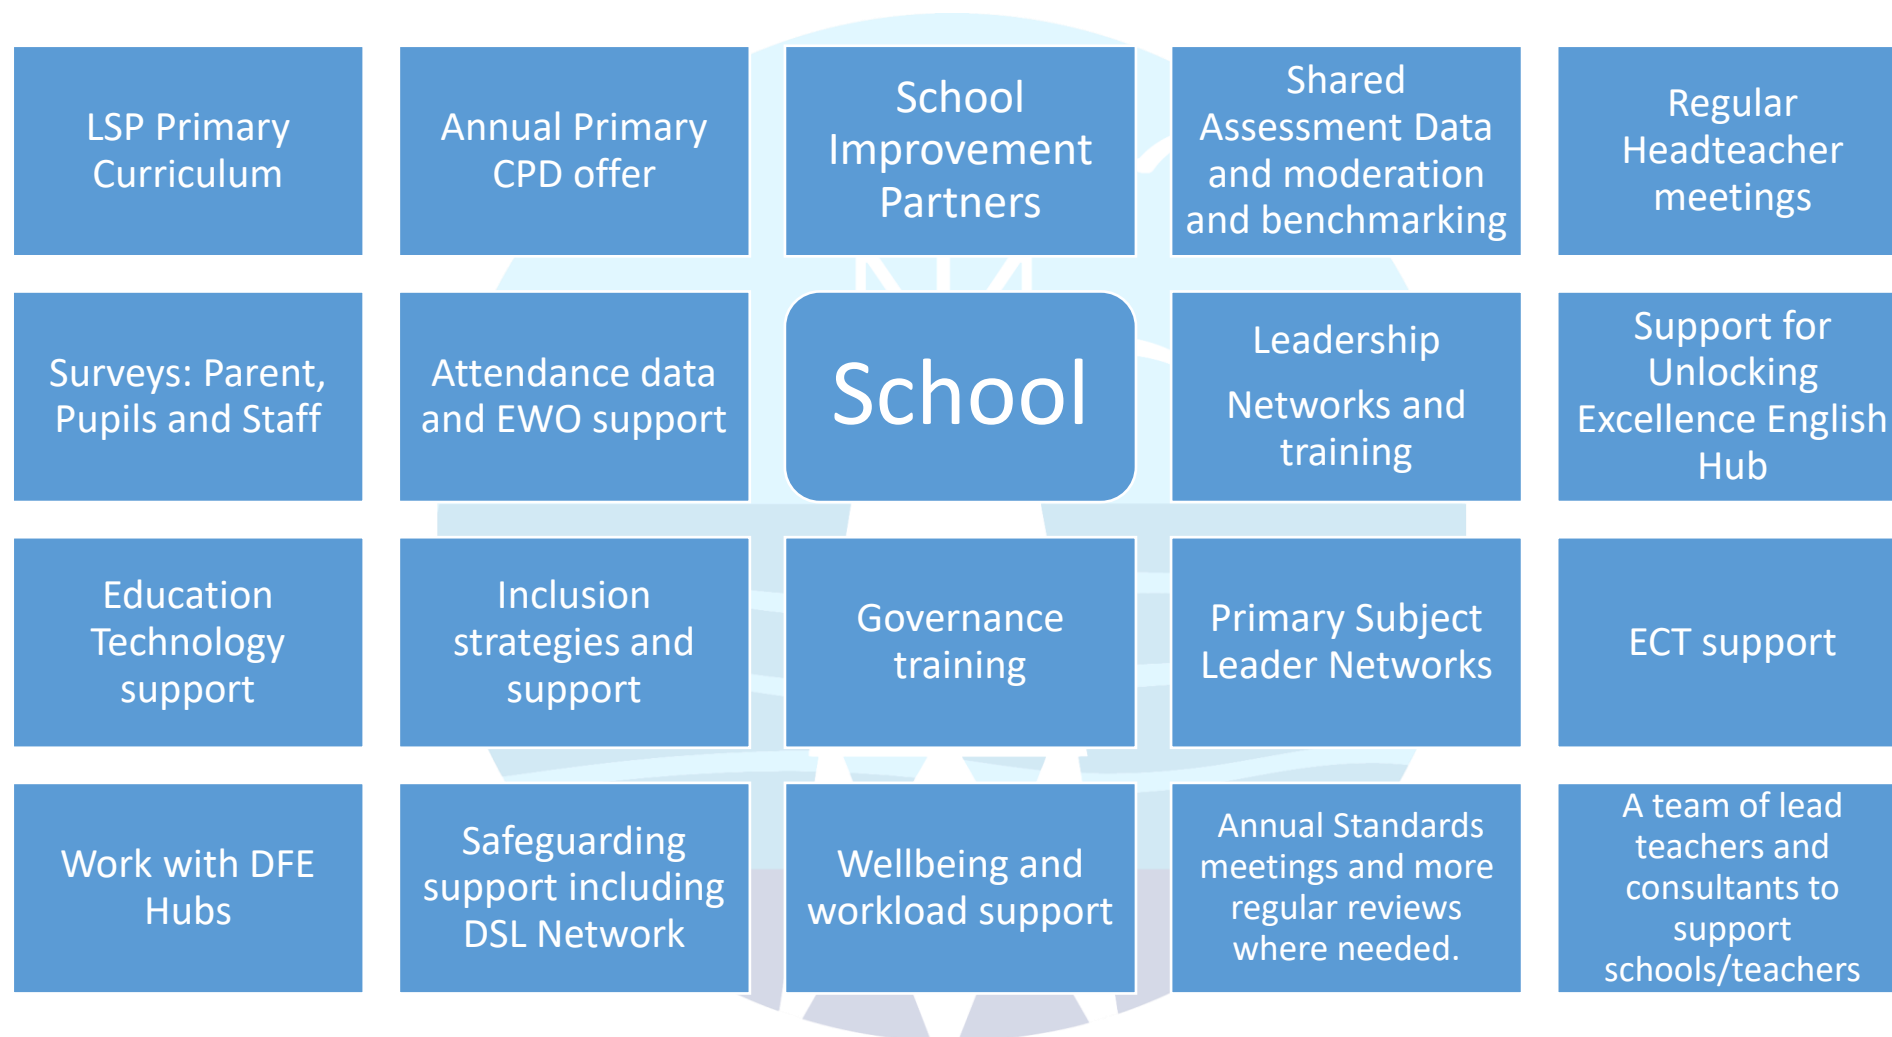 LSP Primary
Curriculum
Annual Primary
CPD offer
School
Improvement
Partners
Shared
Assessment Data
and moderation
and benchmarking
Regular
Headteacher
meetings
Surveys: Parent,
Pupils and Staff
Attendance data
and EWO support
School
Leadership
Networks and
training
Support for
Unlocking
Excellence English
Hub
Education
Technology
support
Inclusion
strategies and
support
Governance
training
Primary Subject
Leader Networks
ECT support
Work with DFE
Hubs
Safeguarding
support including
DSL Network
Wellbeing and
workload support
Annual Standards
meetings and more
regular reviews
where needed.
A team of lead
teachers and
consultants to
support
schools/teachers